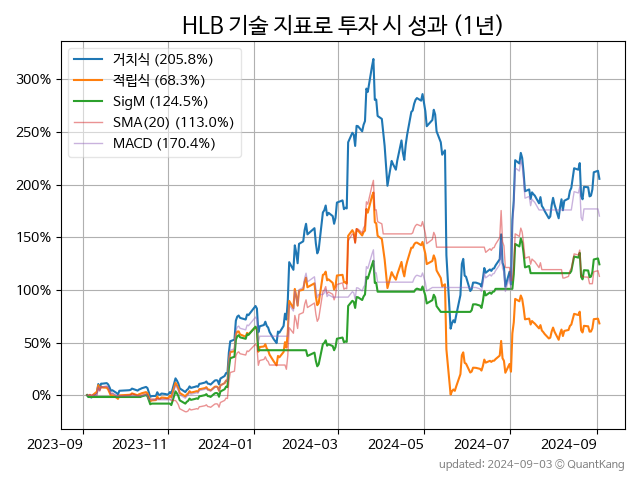 HLB 기술 지표로 투자 시 성과 (1년)
거치식 (205.8%)
적립식 (68.3%)
SigM (124.5%)
SMA(20) (113.0%)
MACD (170.4%)
300%
250%
200%
150%
100%
50%
0%
2023-09 2023-11 2024-01 2024-03 2024-05 2024-07 2024-09
updated: 2024-09-03 © QuantKang